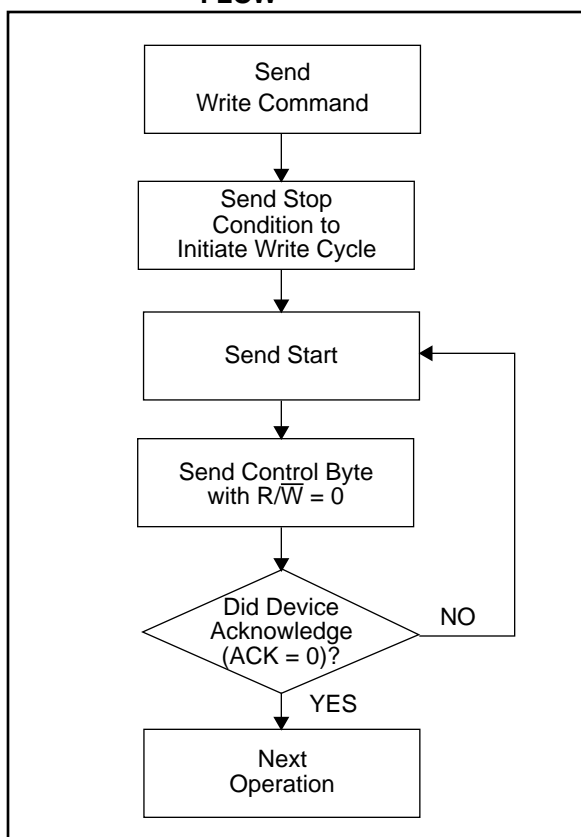 FLOW
Send
Write Command
Send Stop
Condition to
Initiate Write Cycle
Send Start
Send Control Byte
with R/W̅ = 0
Did Device
Acknowledge
(ACK = 0)?
NO
YES
Next
Operation